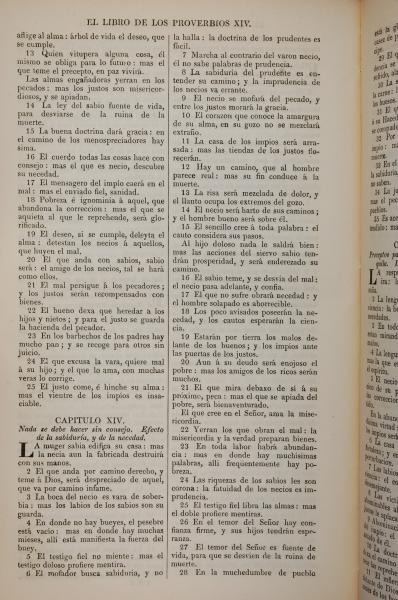 EL LIBRO DE LOS PROVERBIOS XIV.
aflige al alma: árbol de vida el deseo, que
se cumple.
13 Quien vitupera alguna cosa, él
mismo se obliga para lo futuro: mas el
que teme el precepto, en paz vivirá.
Las almas engañadoras yerran en los
pecados: mas los justos son misericor-
diosos, y se apiadan.
14 La ley del sabio fuente de vida,
para desviarse de la ruina de la
muerte.
15 La buena doctrina dará gracia: en
el camino de los menospreciadores hay
sima.
16 El cuerdo todas las cosas hace con
consejo: mas el que es necio, descubre
su necedad.
17 El mensagero del impío caerá en el
mal: mas el enviado fiel, sanidad.
18 Pobreza é ignominia à aquel, que
abandona la correccion: mas el que se
aquieta al que le reprehende, será glo-
rificado.
19 El deseo, si se cumple, deleyta el
alma: detestan los necios à aquellos,
que huyen el mal.
20 El que anda con sabios, sabio
será: el amigo de los necios, tal se hará
como ellos.
21 El mal persigue á los pecadores;
y los justos serán recompensados con
bienes.
22 El bueno dexa que heredar a los
hijos y nietos; y para el justo se guarda
la hacienda del pecador.
23 En los barbechos de los padres hay
mucho pan; y se recoge para otros sin
juicio.
24 El que excusa la vara, quiere mal
à su hijo; y el que lo ama, con muchas
veras lo corrige.
25 El justo come, é hinche su alma:
mas el vientre de los impíos es insa-
ciable.
CAPITULO XIV.
Nada se debe hacer sin consejo. Efecto
de la sabiduría, y de la necedad.
LA muger sabia edifica su casa: mas
la necia aun la fabricada destruirá
con sus manos.
2 El que anda por camino derecho, y
teme á Dios, será despreciado de aquel,
que va por camino infame.
3 La boca del necio es vara de sober-
bia: mas los labios de los sabios son su
guarda.
4 En donde no hay bueyes, el pesebre
está vacio: mas en donde hay muchas
mieses, allí está manifiesta la fuerza del
buey.
5 El testigo fiel no miente: mas el
testigo doloso profiere mentira.
6 El mofador busca sabiduría, y no
la halla: la doctrina de los prudentes es
fácil.
7 Marcha al contrario del varon necio,
él no sabe palabras de prudencia.
8 La sabiduría del prudente es en-
tender su camino; y la imprudencia de
los necios va errante.
9 El necio se mofará del pecado, y
entre los justos morará la gracia.
10 El corazon que conoce la amargura
de su alma, en su gozo no se mezclará
extraño.
11 La casa de los impíos será arra-
sada: mas las tiendas de los justos flo-
recerán.
12 Hay un camino, que al hombre
parece real: mas su fin conduce à la
muerte.
13 La risa será mezclada de dolor, y
el llanto ocupa los extremos del gozo.
14 El necio será harto de sus caminos;
y el hombre bueno será sobre él.
15 El sencillo cree á toda palabra: el
cauto considera sus pasos.
Al hijo doloso nada le saldrá bien:
mas las acciones del siervo sabio ten-
drán prosperidad, y será enderezado su
camino.
16 El sabio teme, y se desvia del mal:
el necio pasa adelante, y confia.
17 El que no sufre obrará necedad: y
el hombre solapado es aborrecible.
18 Los poco avisados poseerán la ne-
cedad, y los cautos esperarán la cien-
cia.
19 Estarán por tierra los malos de-
lante de los buenos; y los impíos ante
las puertas de los justos.
20 Aun á su deudo será enojoso el
pobre: mas los amigos de los ricos serán
muchos.
21 El que mira debaxo de sí a su
próximo, peca: mas el que se apiada del
pobre, será bienaventurado.
El que cree en el Señor, ama la mise-
ricordia.
22 Yerran los que obran el mal: la
misericordia y la verdad preparan bienes.
23 En toda labor habrá abundan-
cia: mas en donde hay muchísimas
palabras, allí freqüentemente hay po-
breza.
24 Las riquezas de los sabios les son
corona: la fatuidad de los necios es im-
prudencia.
25 El testigo fiel libra las almas: mas
el doble profiere mentiras.
26 En el temor del Señor hay con-
fianza firme, y sus hijos tendrán espe-
ranza.
27 El temor del Señor es fuente de
vida, para que se desvien de la ruina de
la muerte.
28 En la muchedumbre de pueblo